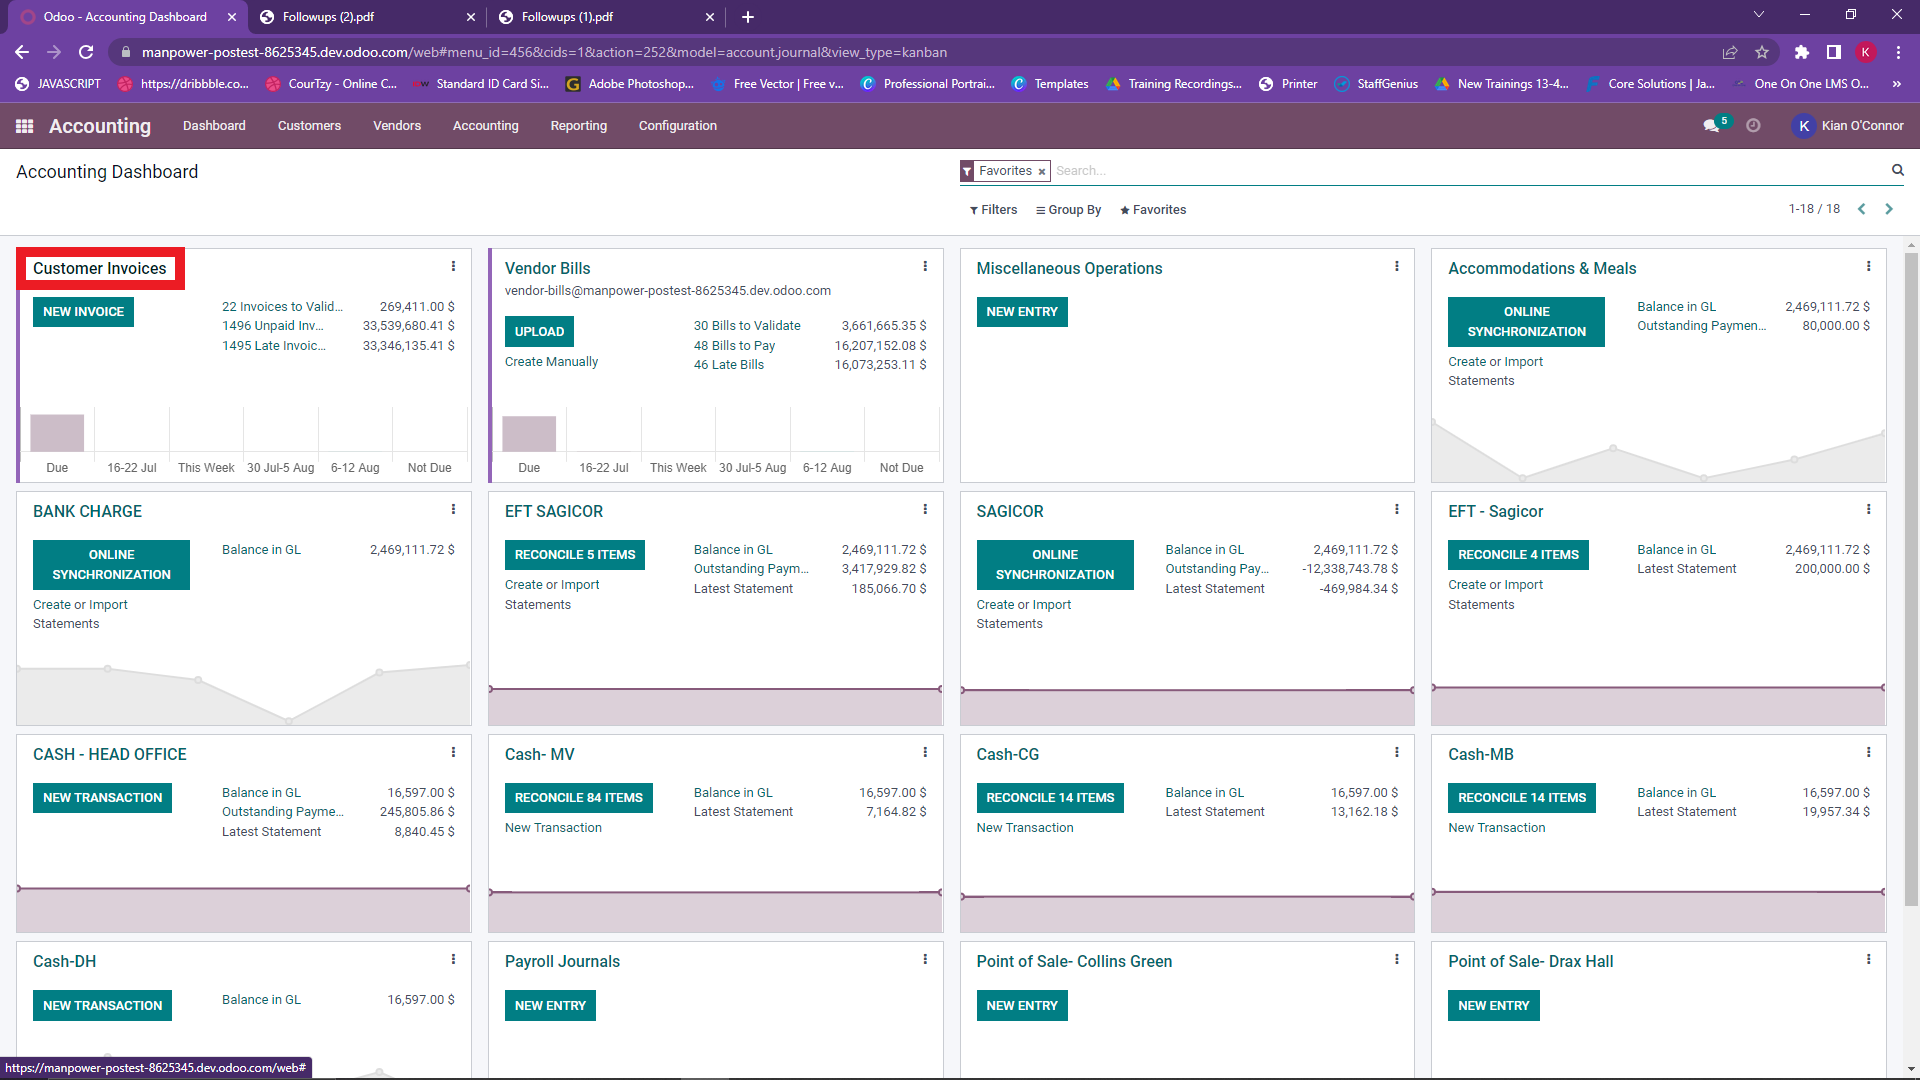 Odoo - Accounting Dashboard
Followups (2).pdf
Followups (1).pdf
manpower-postest-8625345.dev.odoo.com/web#menu_id=456&cids=1&action=252&model=account.journal&view_type=kanban
K
JAVASCRIPT
https://dribbble.co...
CourTzy - Online C...
Standard ID Card Si...
Adobe Photoshop...
Free Vector | Free v...
Professional Portrai...
Templates
Training Recordings...
Printer
StaffGenius
New Trainings 13-4...
Core Solutions | Ja...
One On One LMS O...
»
Accounting
Dashboard
Customers
Vendors
Accounting
Reporting
Configuration
5
K
Kian O'Connor
Accounting Dashboard
Favorites ×
Search...
Filters
Group By
Favorites
1-18 / 18
Customer Invoices
NEW INVOICE
22 Invoices to Valid... 269,411.00 $
1496 Unpaid Inv... 33,539,680.41 $
1495 Late Invoic... 33,346,135.41 $
Due 16-22 Jul This Week 30 Jul-5 Aug 6-12 Aug Not Due
Vendor Bills
vendor-bills@manpower-postest-8625345.dev.odoo.com
UPLOAD
Create Manually
30 Bills to Validate 3,661,665.35 $
48 Bills to Pay 16,207,152.08 $
46 Late Bills 16,073,253.11 $
Due 16-22 Jul This Week 30 Jul-5 Aug 6-12 Aug Not Due
Miscellaneous Operations
NEW ENTRY
Accommodations & Meals
ONLINE
SYNCHRONIZATION
Create or Import
Statements
Balance in GL 2,469,111.72 $
Outstanding Paymen... 80,000.00 $
BANK CHARGE
ONLINE
SYNCHRONIZATION
Create or Import
Statements
Balance in GL 2,469,111.72 $
EFT SAGICOR
RECONCILE 5 ITEMS
Create or Import
Statements
Balance in GL 2,469,111.72 $
Outstanding Paym... 3,417,929.82 $
Latest Statement 185,066.70 $
SAGICOR
ONLINE
SYNCHRONIZATION
Create or Import
Statements
Balance in GL 2,469,111.72 $
Outstanding Pay... -12,338,743.78 $
Latest Statement -469,984.34 $
EFT - Sagicor
RECONCILE 4 ITEMS
Create or Import
Statements
Balance in GL 2,469,111.72 $
Latest Statement 200,000.00 $
CASH - HEAD OFFICE
NEW TRANSACTION
Balance in GL 16,597.00 $
Outstanding Payme... 245,805.86 $
Latest Statement 8,840.45 $
Cash- MV
RECONCILE 84 ITEMS
New Transaction
Balance in GL 16,597.00 $
Latest Statement 7,164.82 $
Cash-CG
RECONCILE 14 ITEMS
New Transaction
Balance in GL 16,597.00 $
Latest Statement 13,162.18 $
Cash-MB
RECONCILE 14 ITEMS
New Transaction
Balance in GL 16,597.00 $
Latest Statement 19,957.34 $
Cash-DH
NEW TRANSACTION
Balance in GL 16,597.00 $
Payroll Journals
NEW ENTRY
Point of Sale- Collins Green
NEW ENTRY
Point of Sale- Drax Hall
NEW ENTRY
https://manpower-postest-8625345.dev.odoo.com/web#